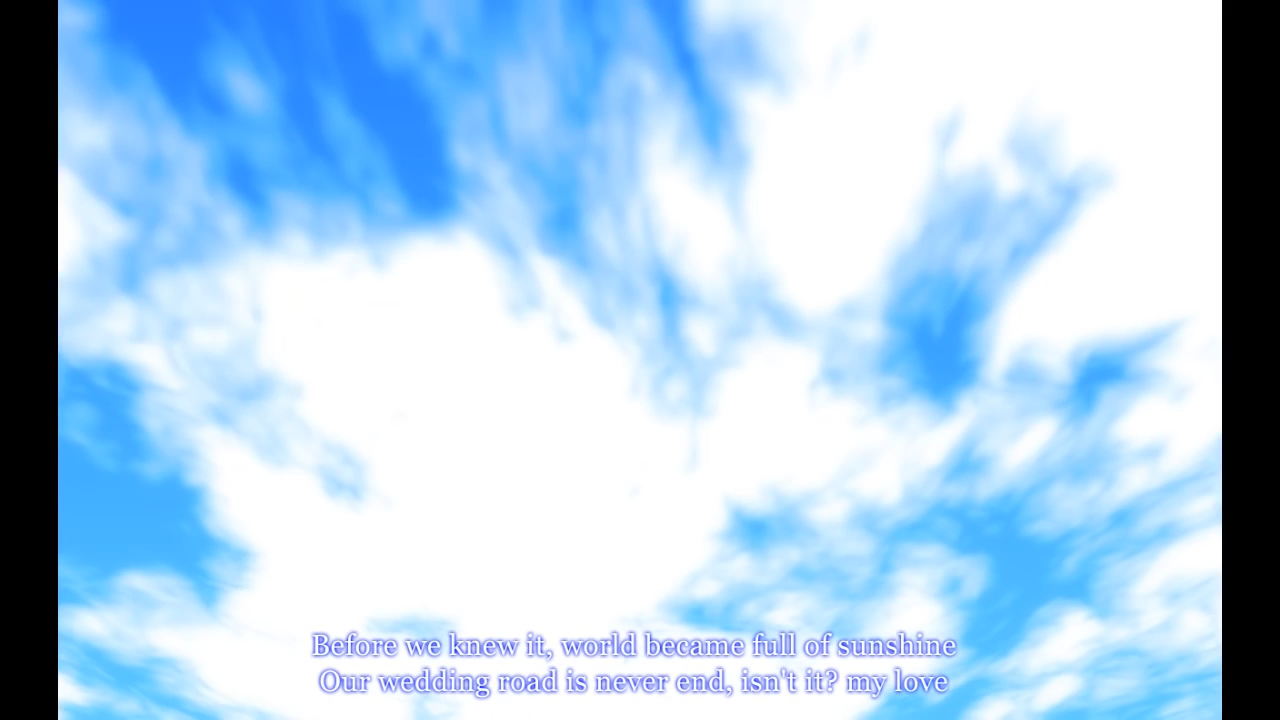 Before we knew it, world became full of sunshine
Our wedding road is never end, isn't it? my love